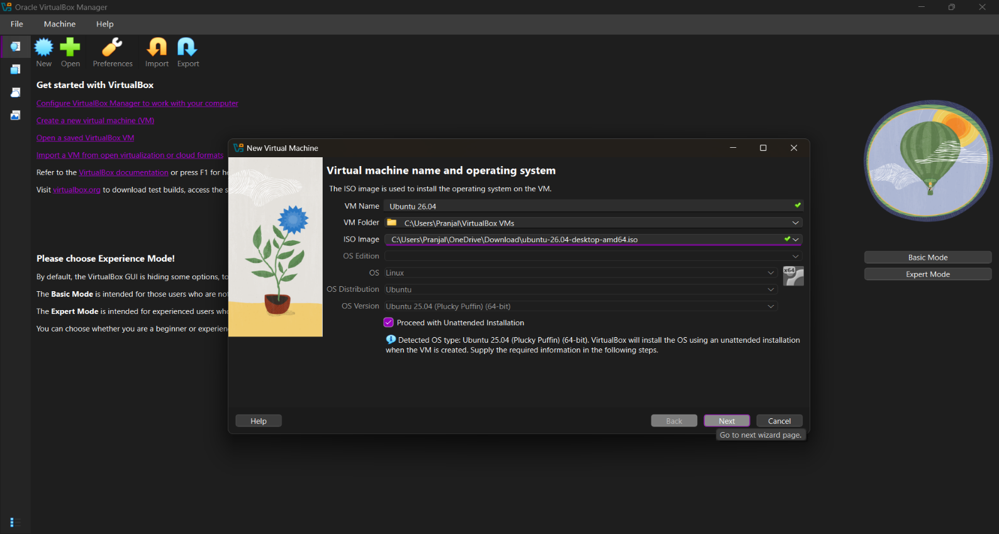 Oracle VirtualBox Manager
File Machine Help
New Open Preferences Import Export
Get started with VirtualBox
Configure VirtualBox Manager to work with your computer
Create a new virtual machine (VM)
Open a saved VirtualBox VM
Import a VM from open virtualization or cloud formats
Refer to the VirtualBox documentation or press F1 for
Visit virtualbox.org to download test builds, access the
Please choose Experience Mode!
By default, the VirtualBox GUI is hiding some options,
The Basic Mode is intended for those users who are
The Expert Mode is intended for experienced users
You can choose whether you are a beginner or
Basic Mode
Expert Mode
New Virtual Machine
Virtual machine name and operating system
The ISO image is used to install the operating system on the VM.
VM Name Ubuntu 26.04
VM Folder C:\Users\Pranjal\VirtualBox VMs
ISO Image C:\Users\Pranjal\OneDrive\Download\ubuntu-26.04-desktop-amd64.iso
OS Edition
OS Linux
x64
OS Distribution Ubuntu
OS Version Ubuntu 25.04 (Plucky Puffin) (64-bit)
Proceed with Unattended Installation
Detected OS type: Ubuntu 25.04 (Plucky Puffin) (64-bit). VirtualBox will install the OS using an unattended installation
when the VM is created. Supply the required information in the following steps.
Help Back Next Cancel
Go to next wizard page.